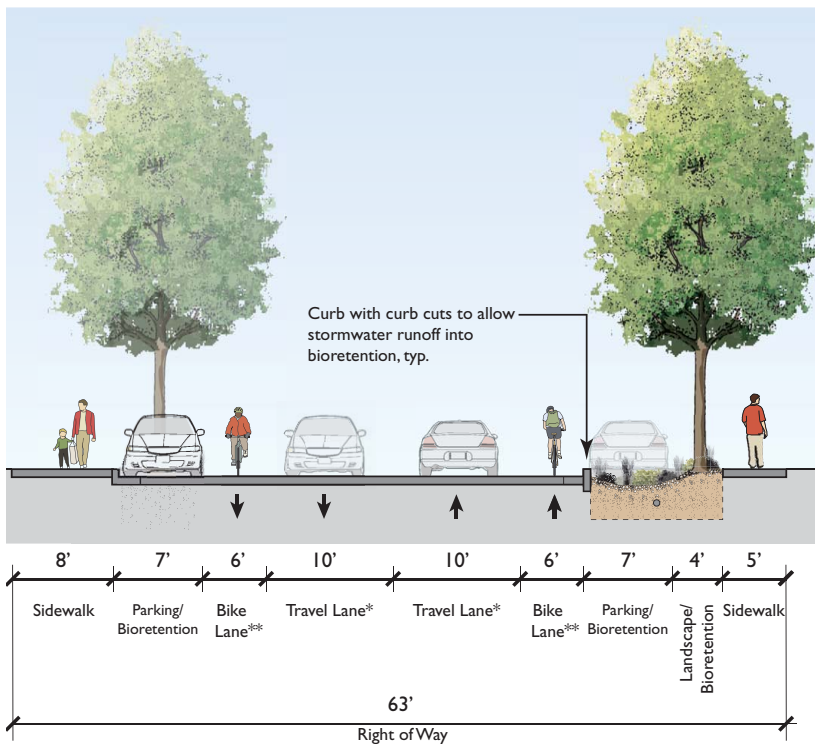 Curb with curb cuts to allow
stormwater runoff into
bioretention, typ.
8’ 7’ 6’ 10’ 10’ 6’ 7’ 4’ 5’
Sidewalk
Parking/
Bioretention
Bike
Lane**
Travel Lane*
Travel Lane*
Bike
Lane**
Parking/
Bioretention
Landscape/
Bioretention
Sidewalk
63’
Right of Way